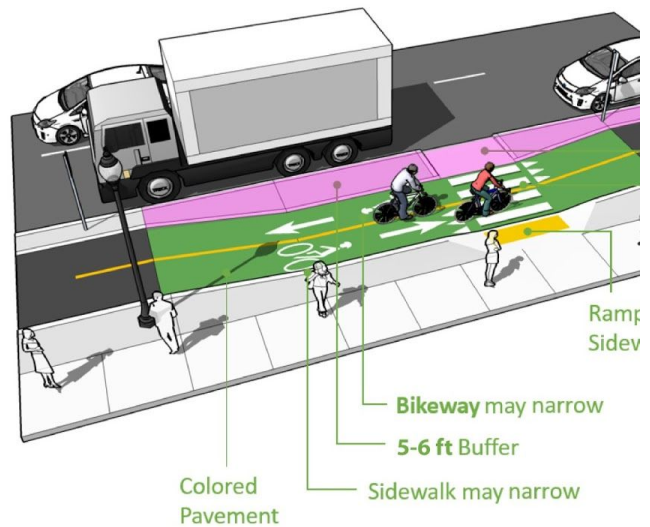 Ramp
Sidew
Bikeway may narrow
5-6 ft Buffer
Sidewalk may narrow
Colored
Pavement